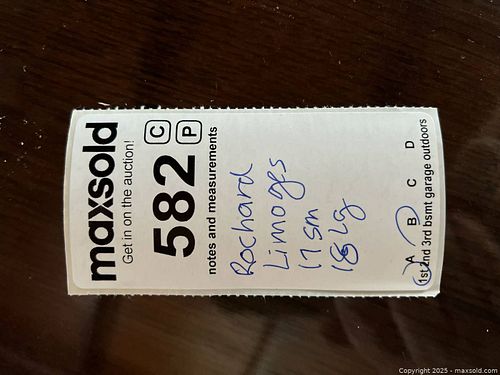 maxsold
Get in on the auction!
582 C P
notes and measurements
Rochard
Limoges
17 sm
18 Lg
A B C D
1st 2nd 3rd bsmt garage outdoors
Copyright 2025 - maxsold.com